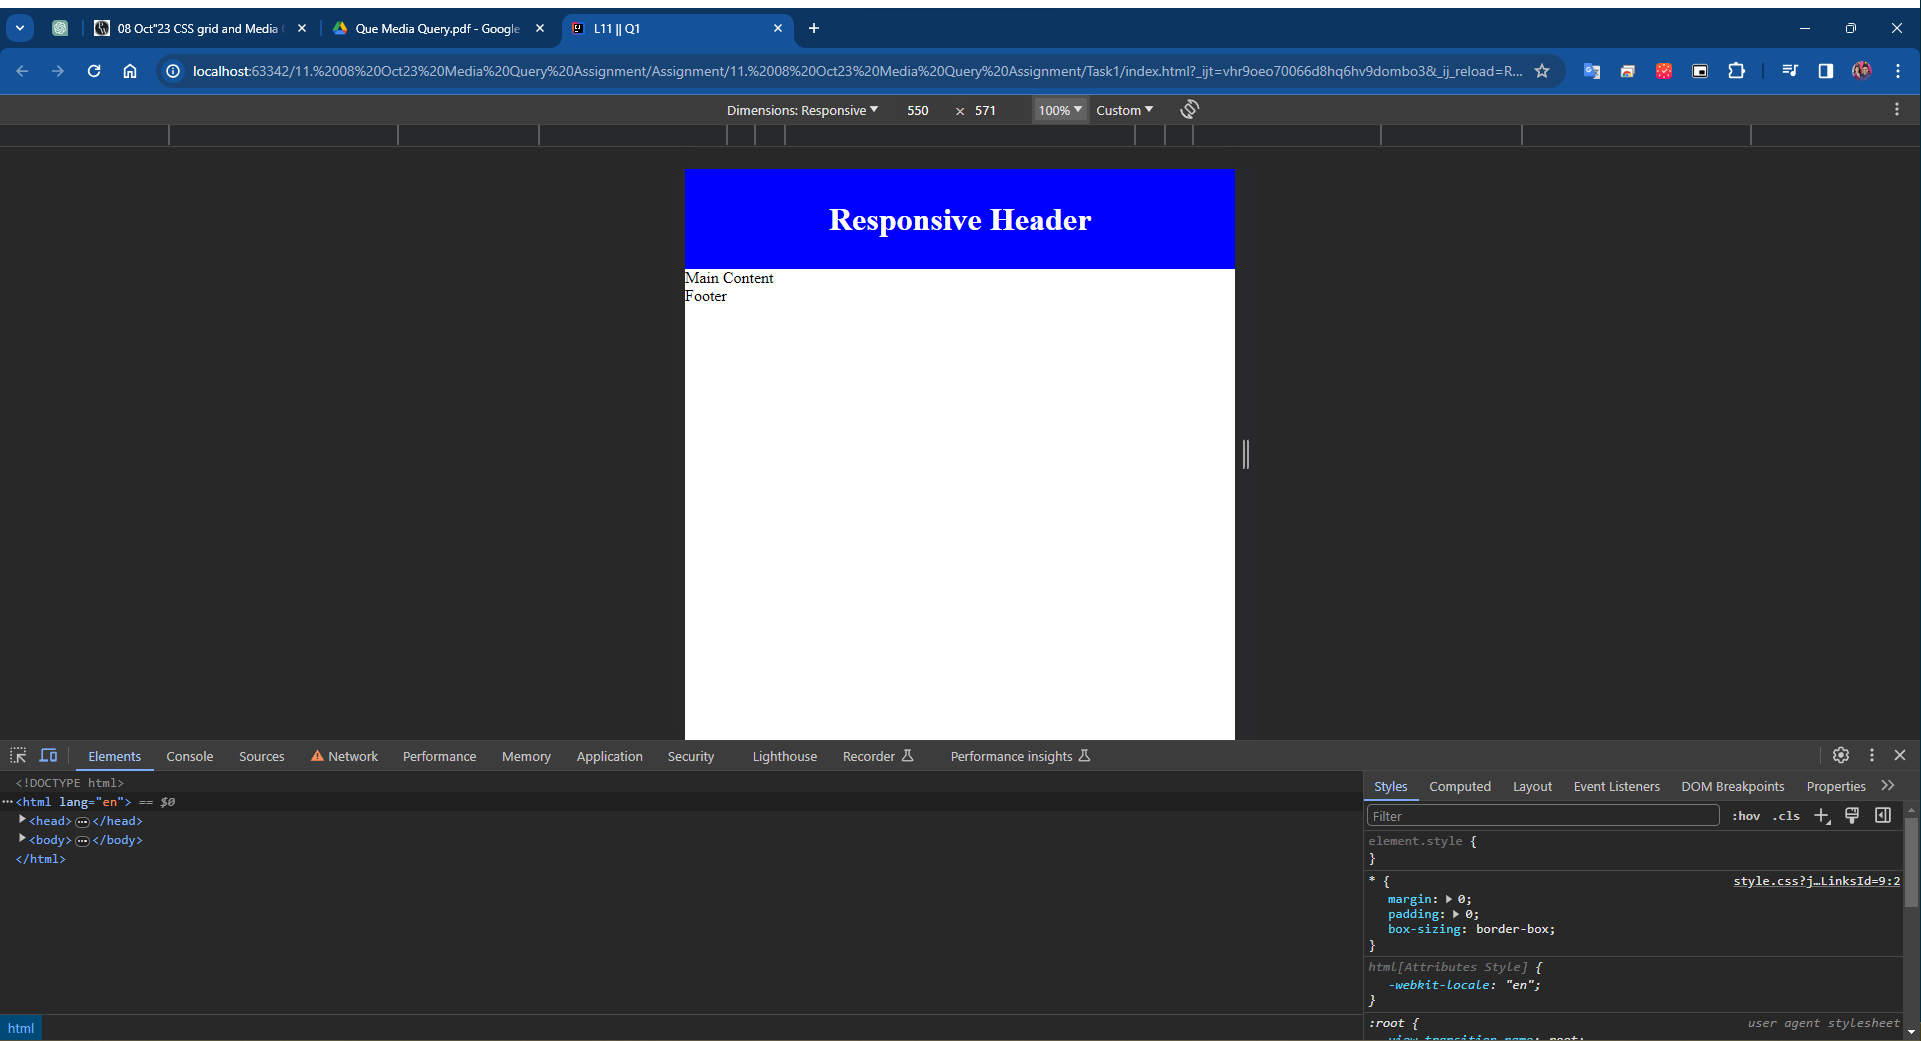 08 Oct"23 CSS grid and Media
Que Media Query.pdf - Google
L11 || Q1
localhost:63342/11.%2008%20Oct23%20Media%20Query%20Assignment/Assignment/11.%2008%20Oct23%20Media%20Query%20Assignment/Task1/index.html?_ijt=vhr9oeo70066d8hq6hv9dombo3&_ij_reload=R...
Dimensions: Responsive 550 × 571 100% Custom
Responsive Header
Main Content
Footer
Elements Console Sources Network Performance Memory Application Security Lighthouse Recorder Performance insights
<!DOCTYPE html>
<html lang="en"> == $0
<head> </head>
<body> </body>
</html>
html
Styles Computed Layout Event Listeners DOM Breakpoints Properties
Filter :hov .cls
element.style {
}
* { style.css?j…LinksId=9:2
margin: 0;
padding: 0;
box-sizing: border-box;
}
html[Attributes Style] {
-webkit-locale: "en";
}
:root { user agent stylesheet
view-transition-name: root;